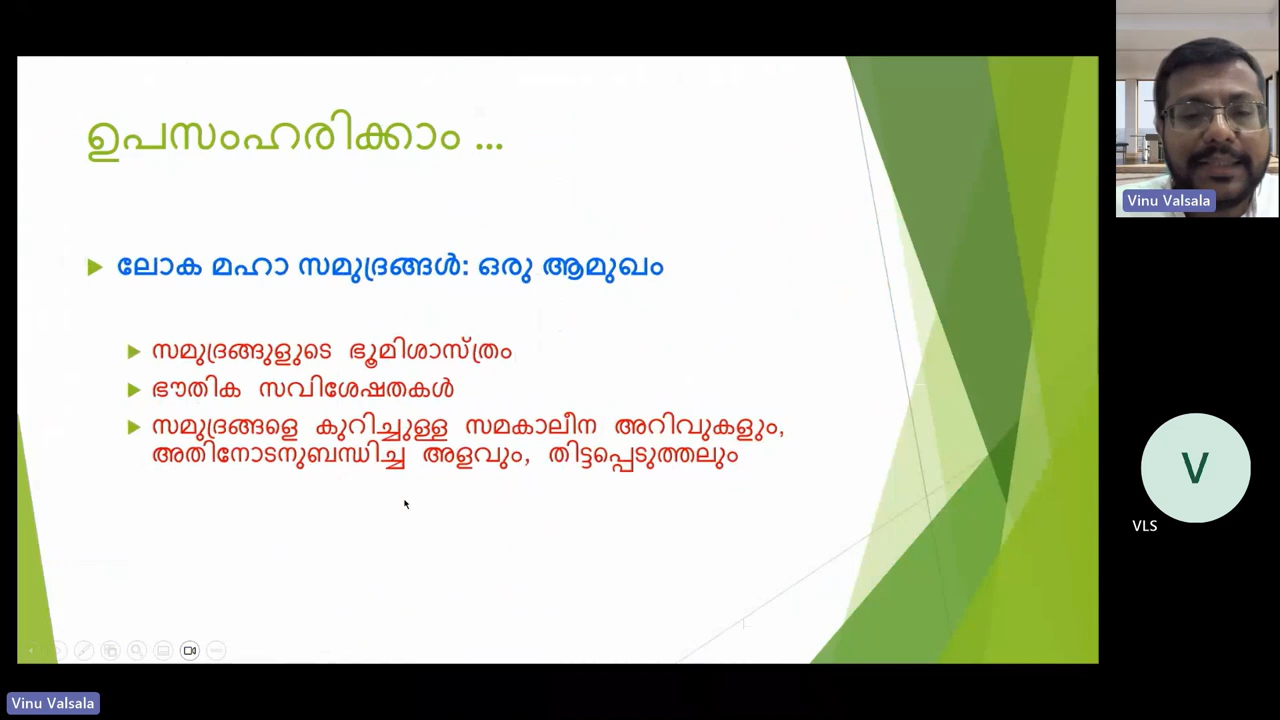 ഉപസംഹരിക്കാം ...
ലോക മഹാ സമുദ്രങ്ങൾ: ഒരു ആമുഖം
സമുദ്രങ്ങുളുടെ ഭൂമിശാസ്ത്രം
ഭൗതിക സവിശേഷതകൾ
സമുദ്രങ്ങളെ കുറിച്ചുള്ള സമകാലീന അറിവുകളും,
അതിനോടനുബന്ധിച്ച അളവും, തിട്ടപ്പെടുത്തലും
Vinu Valsala
V
VLS
Vinu Valsala